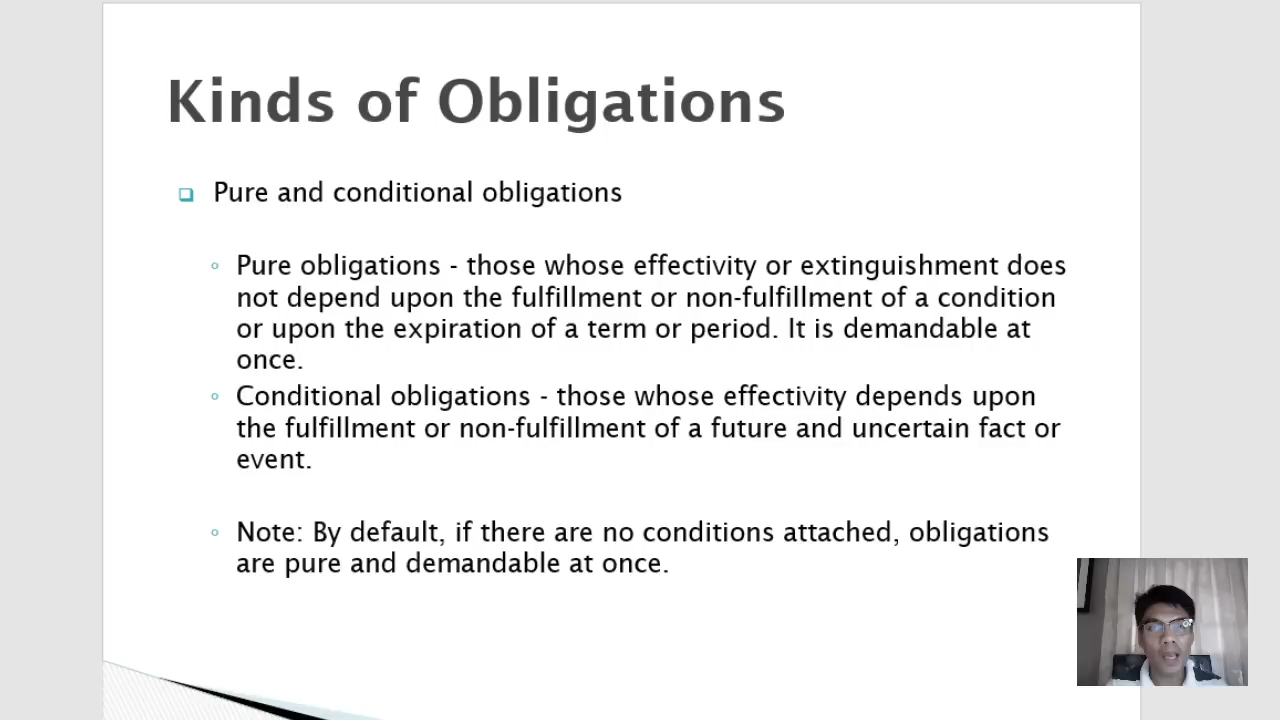 Kinds of Obligations
Pure and conditional obligations
Pure obligations - those whose effectivity or extinguishment does
not depend upon the fulfillment or non-fulfillment of a condition
or upon the expiration of a term or period. It is demandable at
once.
Conditional obligations - those whose effectivity depends upon
the fulfillment or non-fulfillment of a future and uncertain fact or
event.
Note: By default, if there are no conditions attached, obligations
are pure and demandable at once.